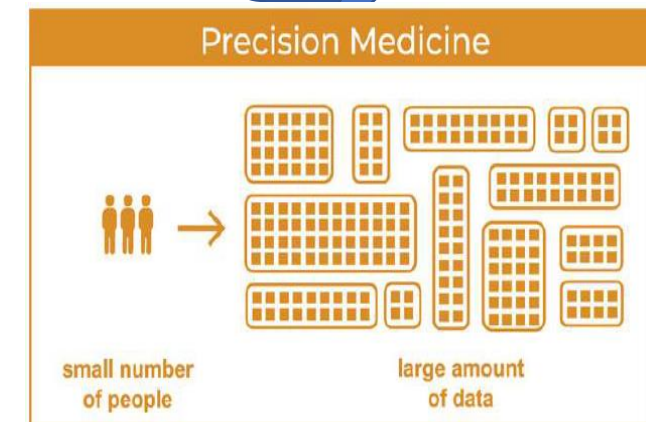 Precision Medicine
small number
of people
large amount
of data